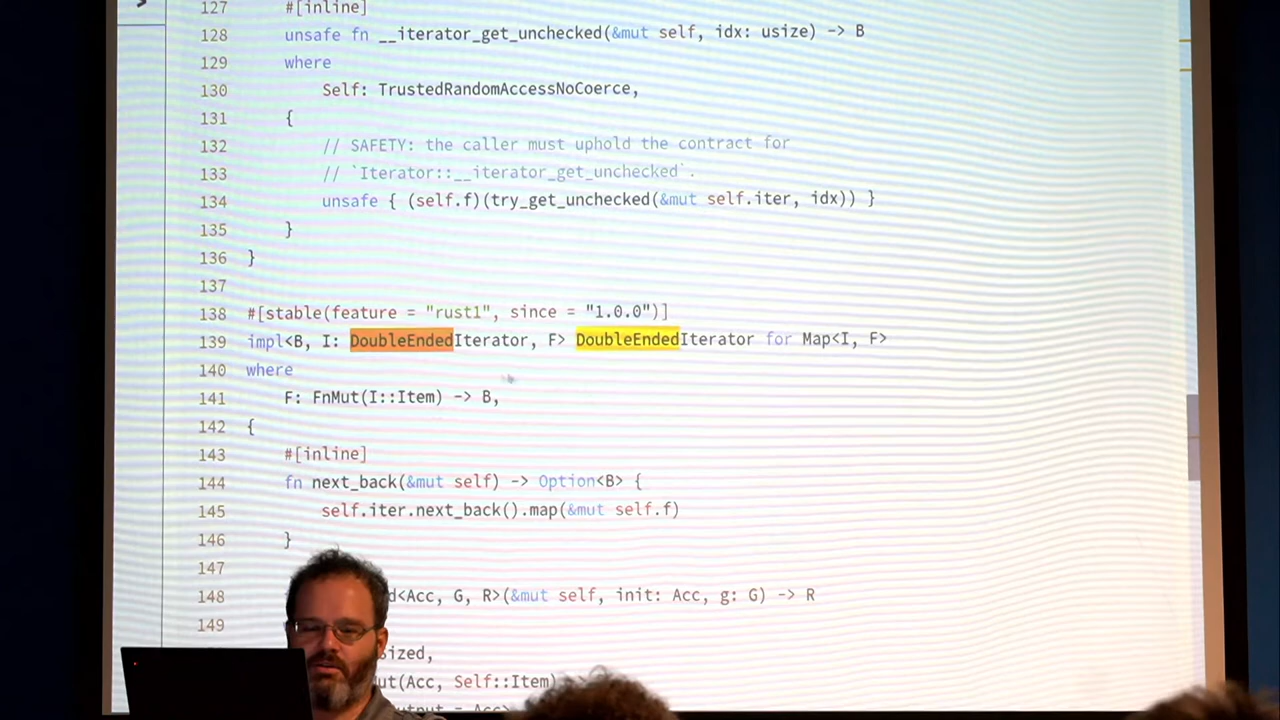 127 #[inline]
128 unsafe fn __iterator_get_unchecked(&mut self, idx: usize) -> B
129 where
130 Self: TrustedRandomAccessNoCoerce,
131 {
132 // SAFETY: the caller must uphold the contract for
133 // `Iterator::__iterator_get_unchecked`.
134 unsafe { (self.f)(try_get_unchecked(&mut self.iter, idx)) }
135 }
136 }
137
138 #[stable(feature = "rust1", since = "1.0.0")]
139 impl<B, I: DoubleEndedIterator, F> DoubleEndedIterator for Map<I, F>
140 where
141 F: FnMut(I::Item) -> B,
142 {
143 #[inline]
144 fn next_back(&mut self) -> Option<B> {
145 self.iter.next_back().map(&mut self.f)
146 }
147
148 d<Acc, G, R>(&mut self, init: Acc, g: G) -> R
149
ized,
ut(Acc, Self::Item)